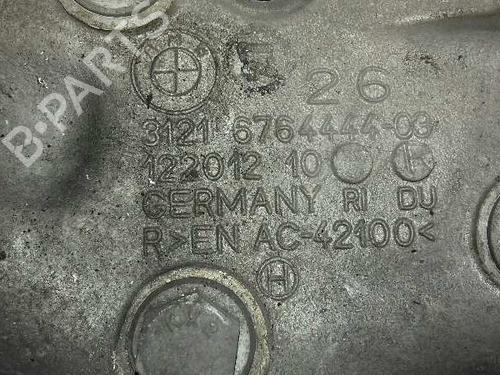 B-PARTS
26
3121 6764444-03
122012 10
GERMANY RI DU
R>EN AC-42100<
H